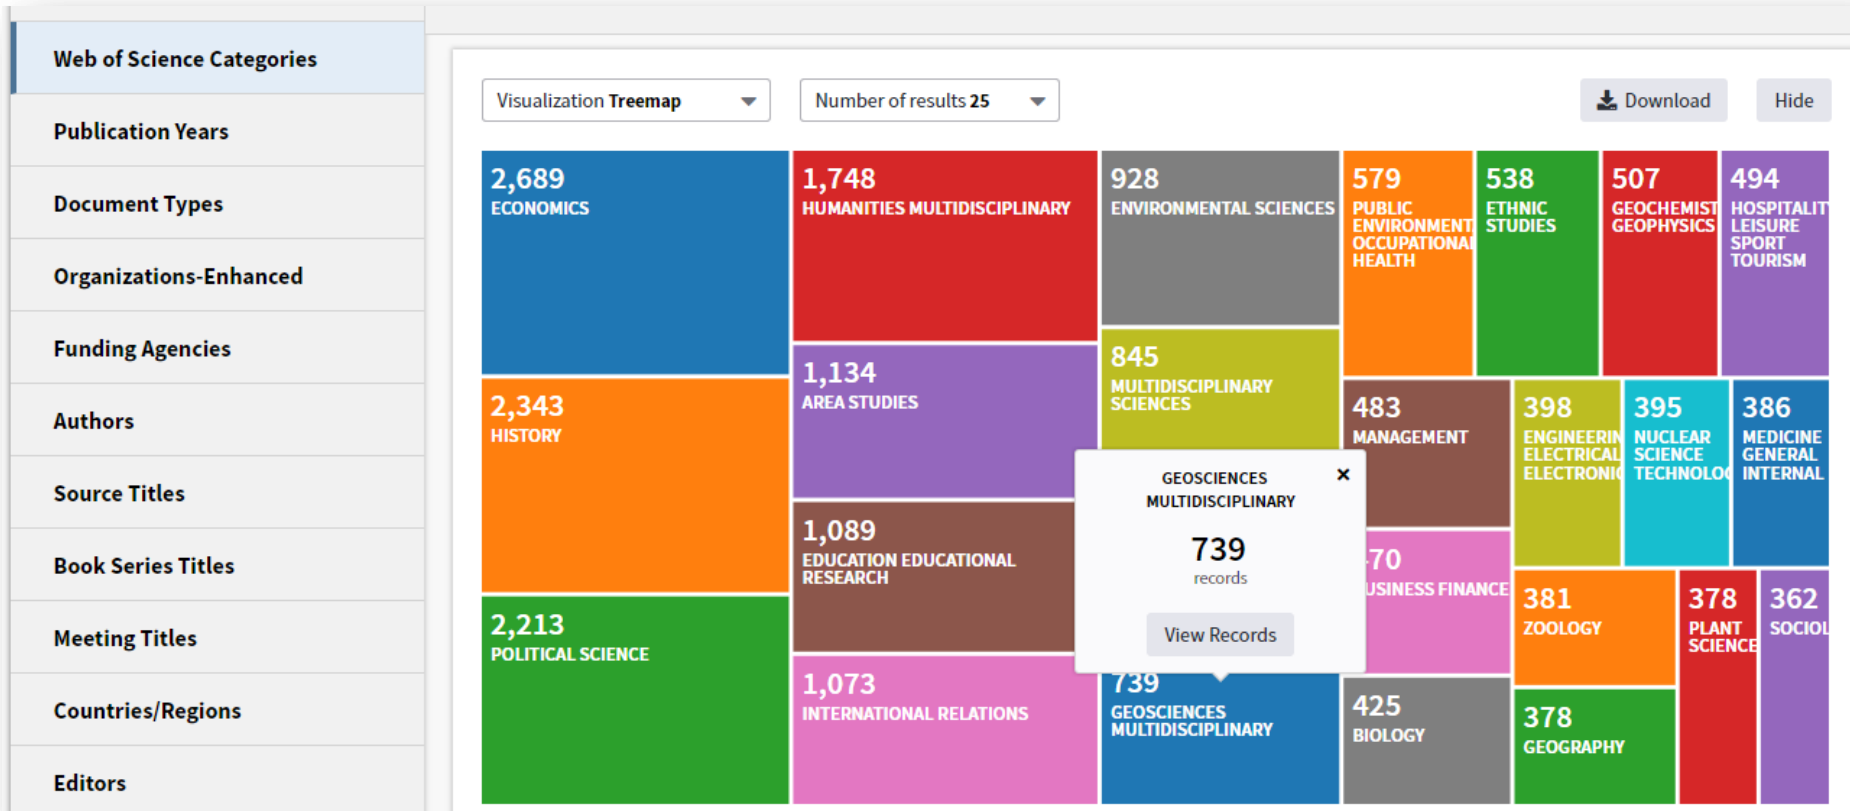 Web of Science Categories
Publication Years
Document Types
Organizations-Enhanced
Funding Agencies
Authors
Source Titles
Book Series Titles
Meeting Titles
Countries/Regions
Editors
Visualization Treemap
Number of results 25
Download
Hide
2,689
ECONOMICS
2,343
HISTORY
2,213
POLITICAL SCIENCE
1,748
HUMANITIES MULTIDISCIPLINARY
1,134
AREA STUDIES
1,089
EDUCATION EDUCATIONAL
RESEARCH
1,073
INTERNATIONAL RELATIONS
928
ENVIRONMENTAL SCIENCES
845
MULTIDISCIPLINARY
SCIENCES
GEOSCIENCES
MULTIDISCIPLINARY
739
records
View Records
739
GEOSCIENCES
MULTIDISCIPLINARY
579
PUBLIC
ENVIRONMENT
OCCUPATIONAL
HEALTH
538
ETHNIC
STUDIES
507
GEOCHEMIST
GEOPHYSICS
494
HOSPITALIT
LEISURE
SPORT
TOURISM
483
MANAGEMENT
70
USINESS FINANCE
425
BIOLOGY
398
ENGINEERIN
ELECTRICAL
ELECTRONIC
395
NUCLEAR
SCIENCE
TECHNOLO
386
MEDICINE
GENERAL
INTERNAL
381
ZOOLOGY
378
GEOGRAPHY
378
PLANT
SCIENCE
362
SOCIOL